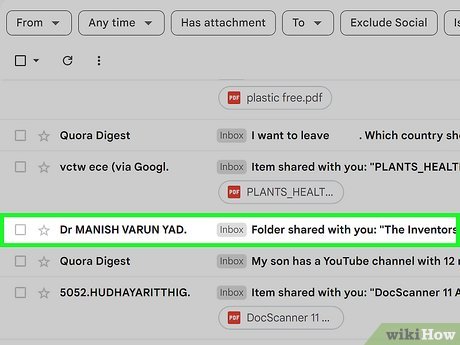 From Any time Has attachment To Exclude Social Is
PDF plastic free.pdf
Quora Digest Inbox I want to leave . Which country sho
vctw ece (via Googl. Inbox Item shared with you: "PLANTS_HEALT
PDF PLANTS_HEALT...
Dr MANISH VARUN YAD. Inbox Folder shared with you: "The Inventors
Quora Digest Inbox My son has a YouTube channel with 12 r
5052.HUDHAYARITTHIG. Inbox Item shared with you: "DocScanner 11 A
PDF DocScanner 11 ...
wikiHow